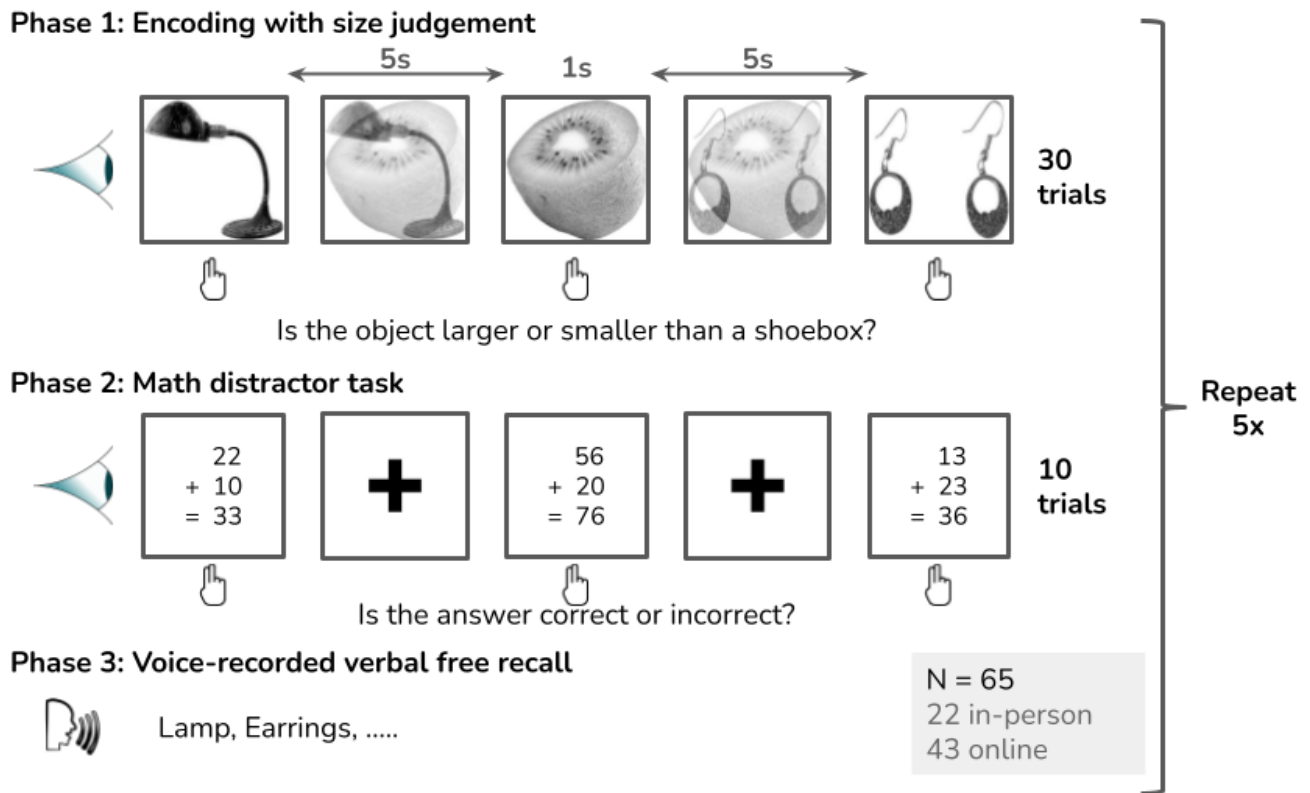 Phase 1: Encoding with size judgement
5s
1s
5s
30
trials
Is the object larger or smaller than a shoebox?
Phase 2: Math distractor task
22
+ 10
= 33
56
+ 20
= 76
13
+ 23
= 36
10
trials
Is the answer correct or incorrect?
Repeat
5x
Phase 3: Voice-recorded verbal free recall
Lamp, Earrings, .....
N = 65
22 in-person
43 online